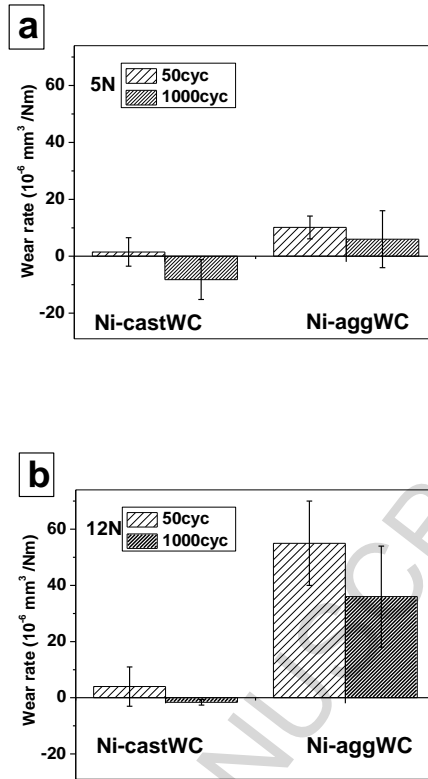 a
5N
50cyc
1000cyc
Wear rate (10⁻⁶ mm³ /Nm)
60
40
20
0
-20
Ni-castWC
Ni-aggWC
b
12N
50cyc
1000cyc
Wear rate (10⁻⁶ mm³ /Nm)
60
40
20
0
-20
Ni-castWC
Ni-aggWC